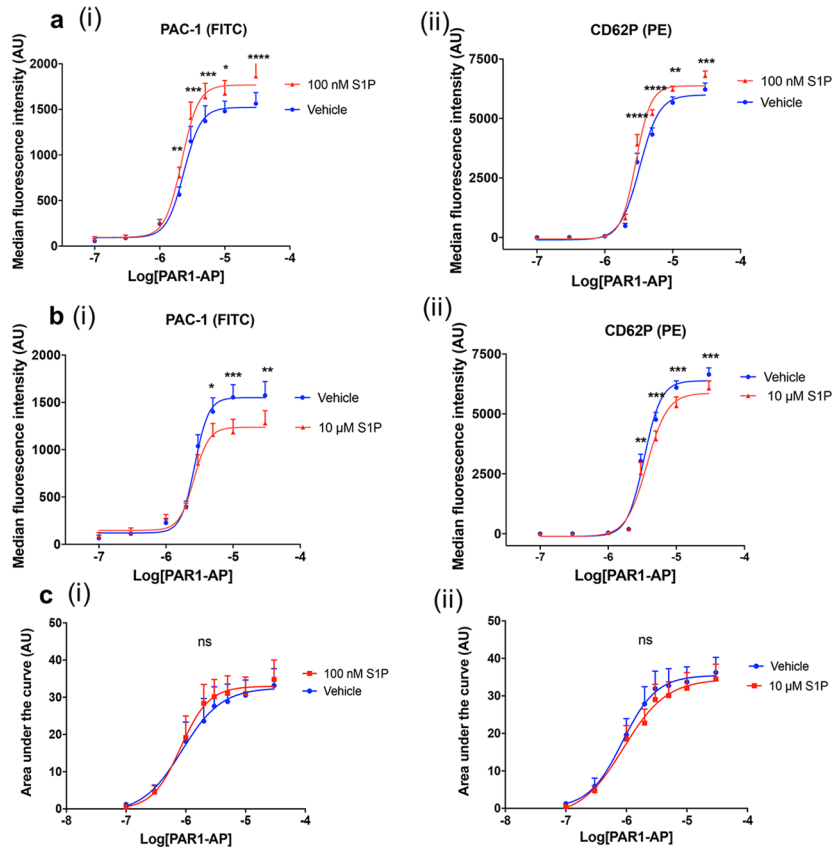 a (i)
PAC-1 (FITC)
Median fluorescence intensity (AU)
2000
1500
1000
500
0
** *** *** * ****
100 nM S1P
Vehicle
-7 -6 -5 -4
Log[PAR1-AP]
(ii)
CD62P (PE)
Median fluorescence intensity (AU)
7500
5000
2500
0
**** **** ** ***
100 nM S1P
Vehicle
-7 -6 -5 -4
Log[PAR1-AP]
b (i)
PAC-1 (FITC)
Median fluorescence intensity (AU)
2000
1500
1000
500
0
* *** **
Vehicle
10 µM S1P
-7 -6 -5 -4
Log[PAR1-AP]
(ii)
CD62P (PE)
Median fluorescence intensity (AU)
7500
5000
2500
0
** *** *** ***
Vehicle
10 µM S1P
-7 -6 -5 -4
Log[PAR1-AP]
c (i)
Area under the curve (AU)
50
40
30
20
10
0
ns
100 nM S1P
Vehicle
-8 -7 -6 -5 -4
Log[PAR1-AP]
(ii)
Area under the curve (AU)
50
40
30
20
10
0
ns
Vehicle
10 µM S1P
-8 -7 -6 -5 -4
Log[PAR1-AP]